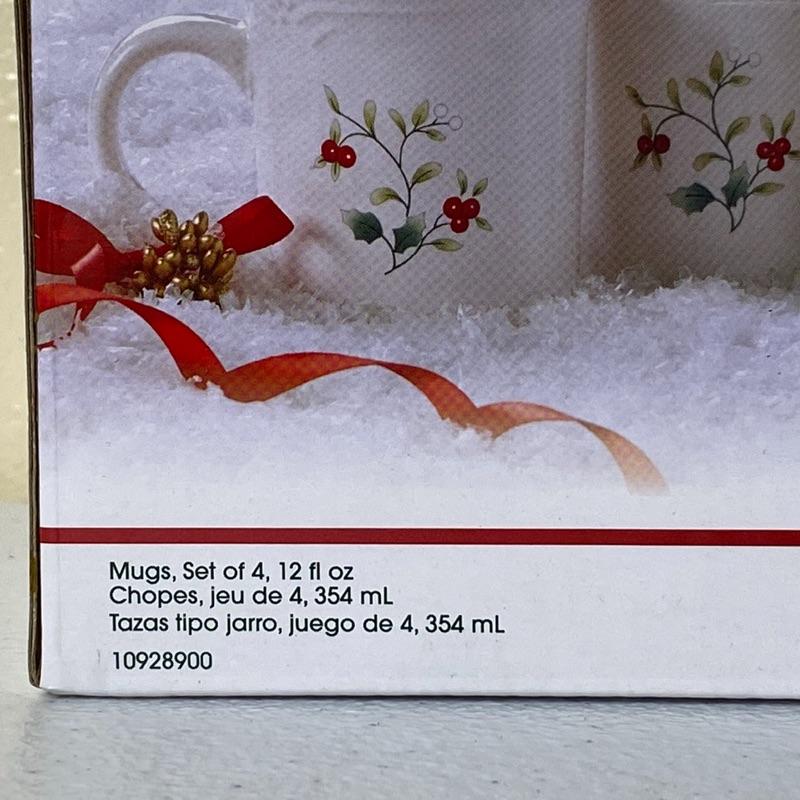 Mugs, Set of 4, 12 fl oz
Chopes, jeu de 4, 354 mL
Tazas tipo jarro, juego de 4, 354 mL
10928900